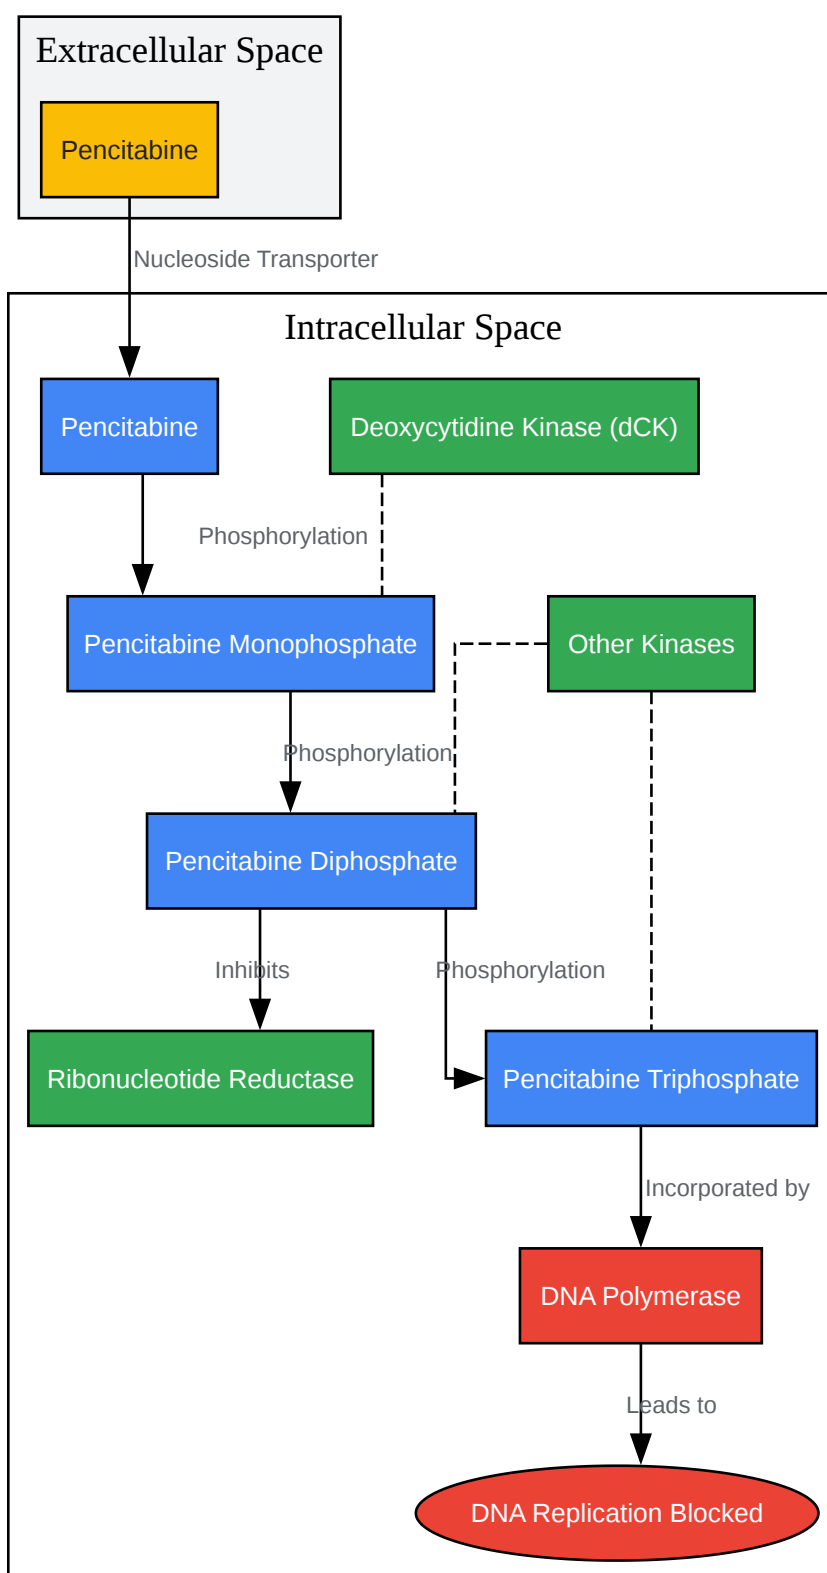 Extracellular Space
Pencitabine
Nucleoside Transporter
Intracellular Space
Pencitabine
Deoxycytidine Kinase (dCK)
Phosphorylation
Pencitabine Monophosphate
Other Kinases
Phosphorylation
Pencitabine Diphosphate
Inhibits
Phosphorylation
Ribonucleotide Reductase
Pencitabine Triphosphate
Incorporated by
DNA Polymerase
Leads to
DNA Replication Blocked